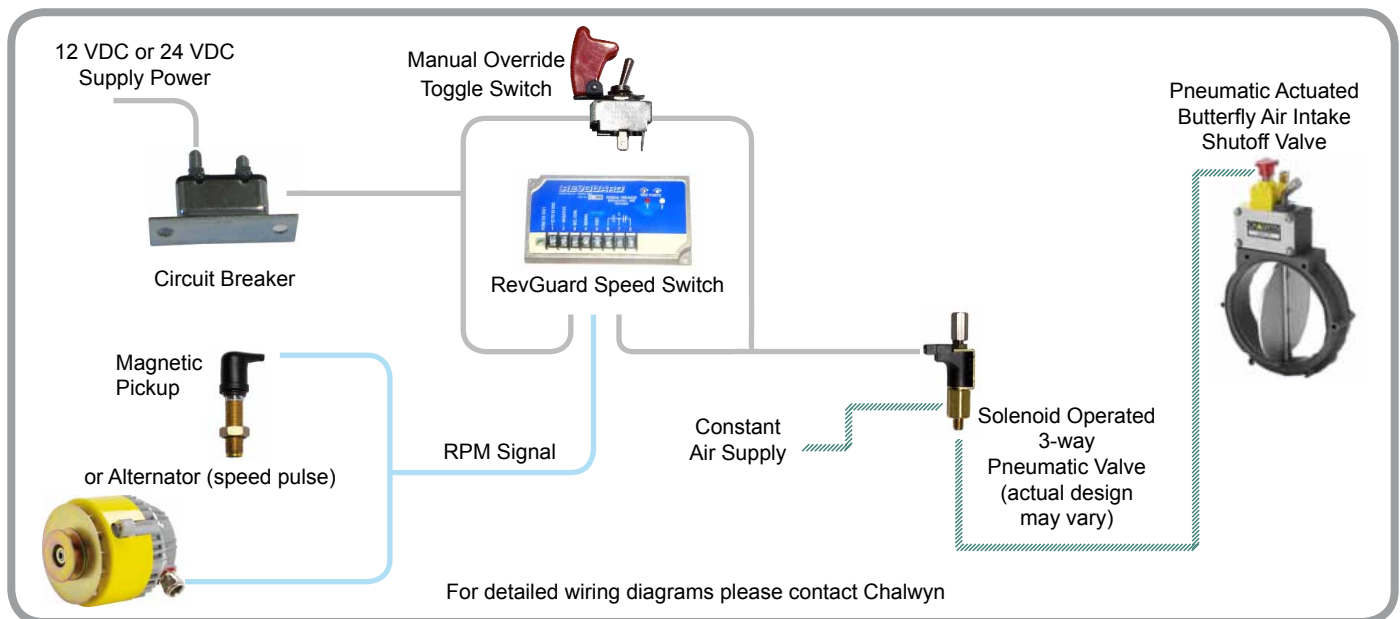 12 VDC or 24 VDC
Supply Power
Manual Override
Toggle Switch
Pneumatic Actuated
Butterfly Air Intake
Shutoff Valve
REVGUARD
Circuit Breaker
RevGuard Speed Switch
Magnetic
Pickup
or Alternator (speed pulse)
RPM Signal
Constant
Air Supply
Solenoid Operated
3-way
Pneumatic Valve
(actual design
may vary)
For detailed wiring diagrams please contact Chalwyn